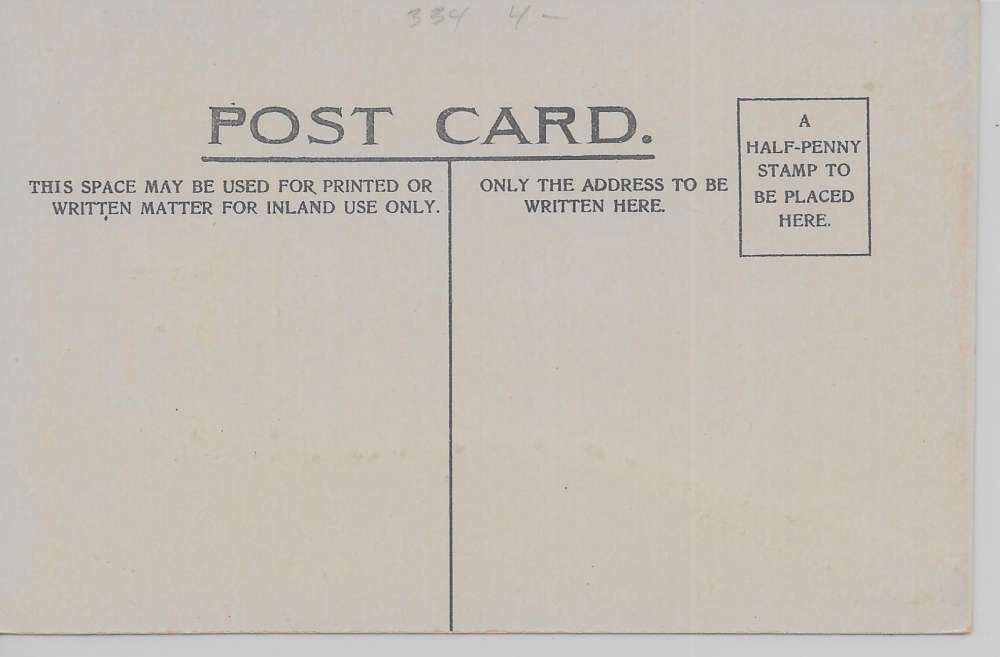 334 4-
POST CARD.
THIS SPACE MAY BE USED FOR PRINTED OR
WRITTEN MATTER FOR INLAND USE ONLY.
ONLY THE ADDRESS TO BE
WRITTEN HERE.
A
HALF-PENNY
STAMP TO
BE PLACED
HERE.